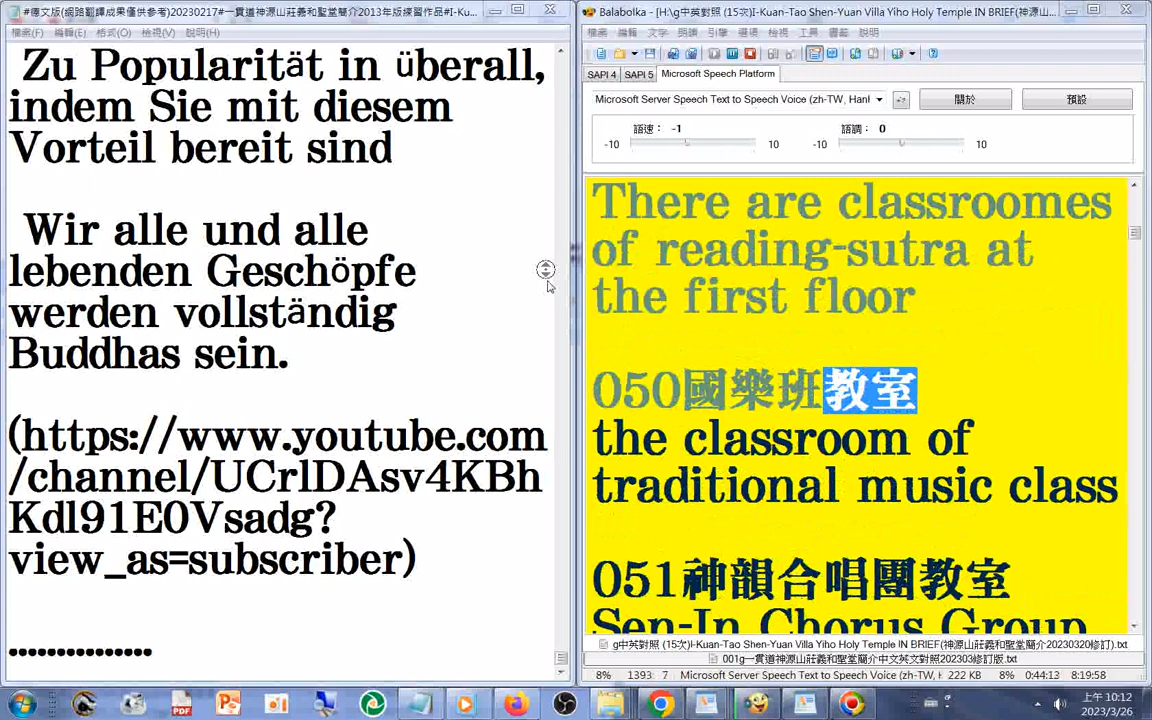 #德文版(網路翻譯成果僅供參考)20230217#一貫道神源山莊義和聖堂簡介2013年版練習作品#I-Ku...
檔案(F) 編輯(E) 格式(O) 檢視(V) 說明(H)
Zu Popularität in überall,
indem Sie mit diesem
Vorteil bereit sind
Wir alle und alle
lebenden Geschöpfe
werden vollständig
Buddhas sein.
(https://www.youtube.com
/channel/UCrlDAsv4KBh
Kdl91E0Vsadg?
view_as=subscriber)
...............
Balabolka - [H:\g中英對照 (15次)I-Kuan-Tao Shen-Yuan Villa Yiho Holy Temple IN BRIEF(神源山莊...
檔案 編輯 文字 朗讀 引擎 選項 檢視 工具 書籤 說明
SAPI 4 SAPI 5 Microsoft Speech Platform
Microsoft Server Speech Text to Speech Voice (zh-TW, Hanl
關於 預設
語速： -1 語調： 0
-10 10 -10 10
There are classroomes
of reading-sutra at
the first floor
050國樂班教室
the classroom of
traditional music class
051神韻合唱團教室
Sen-In Chorus Group
g中英對照 (15次)I-Kuan-Tao Shen-Yuan Villa Yiho Holy Temple IN BRIEF(神源山莊義和聖堂簡介20230320修訂).txt
001g一貫道神源山莊義和聖堂簡介中文英文對照202303修訂版.txt
8% 1393: 7 Microsoft Server Speech Text to Speech Voice (zh-TW, H 222 KB 8% 0:44:13 8:19:58
上午 10:12
2023/3/26